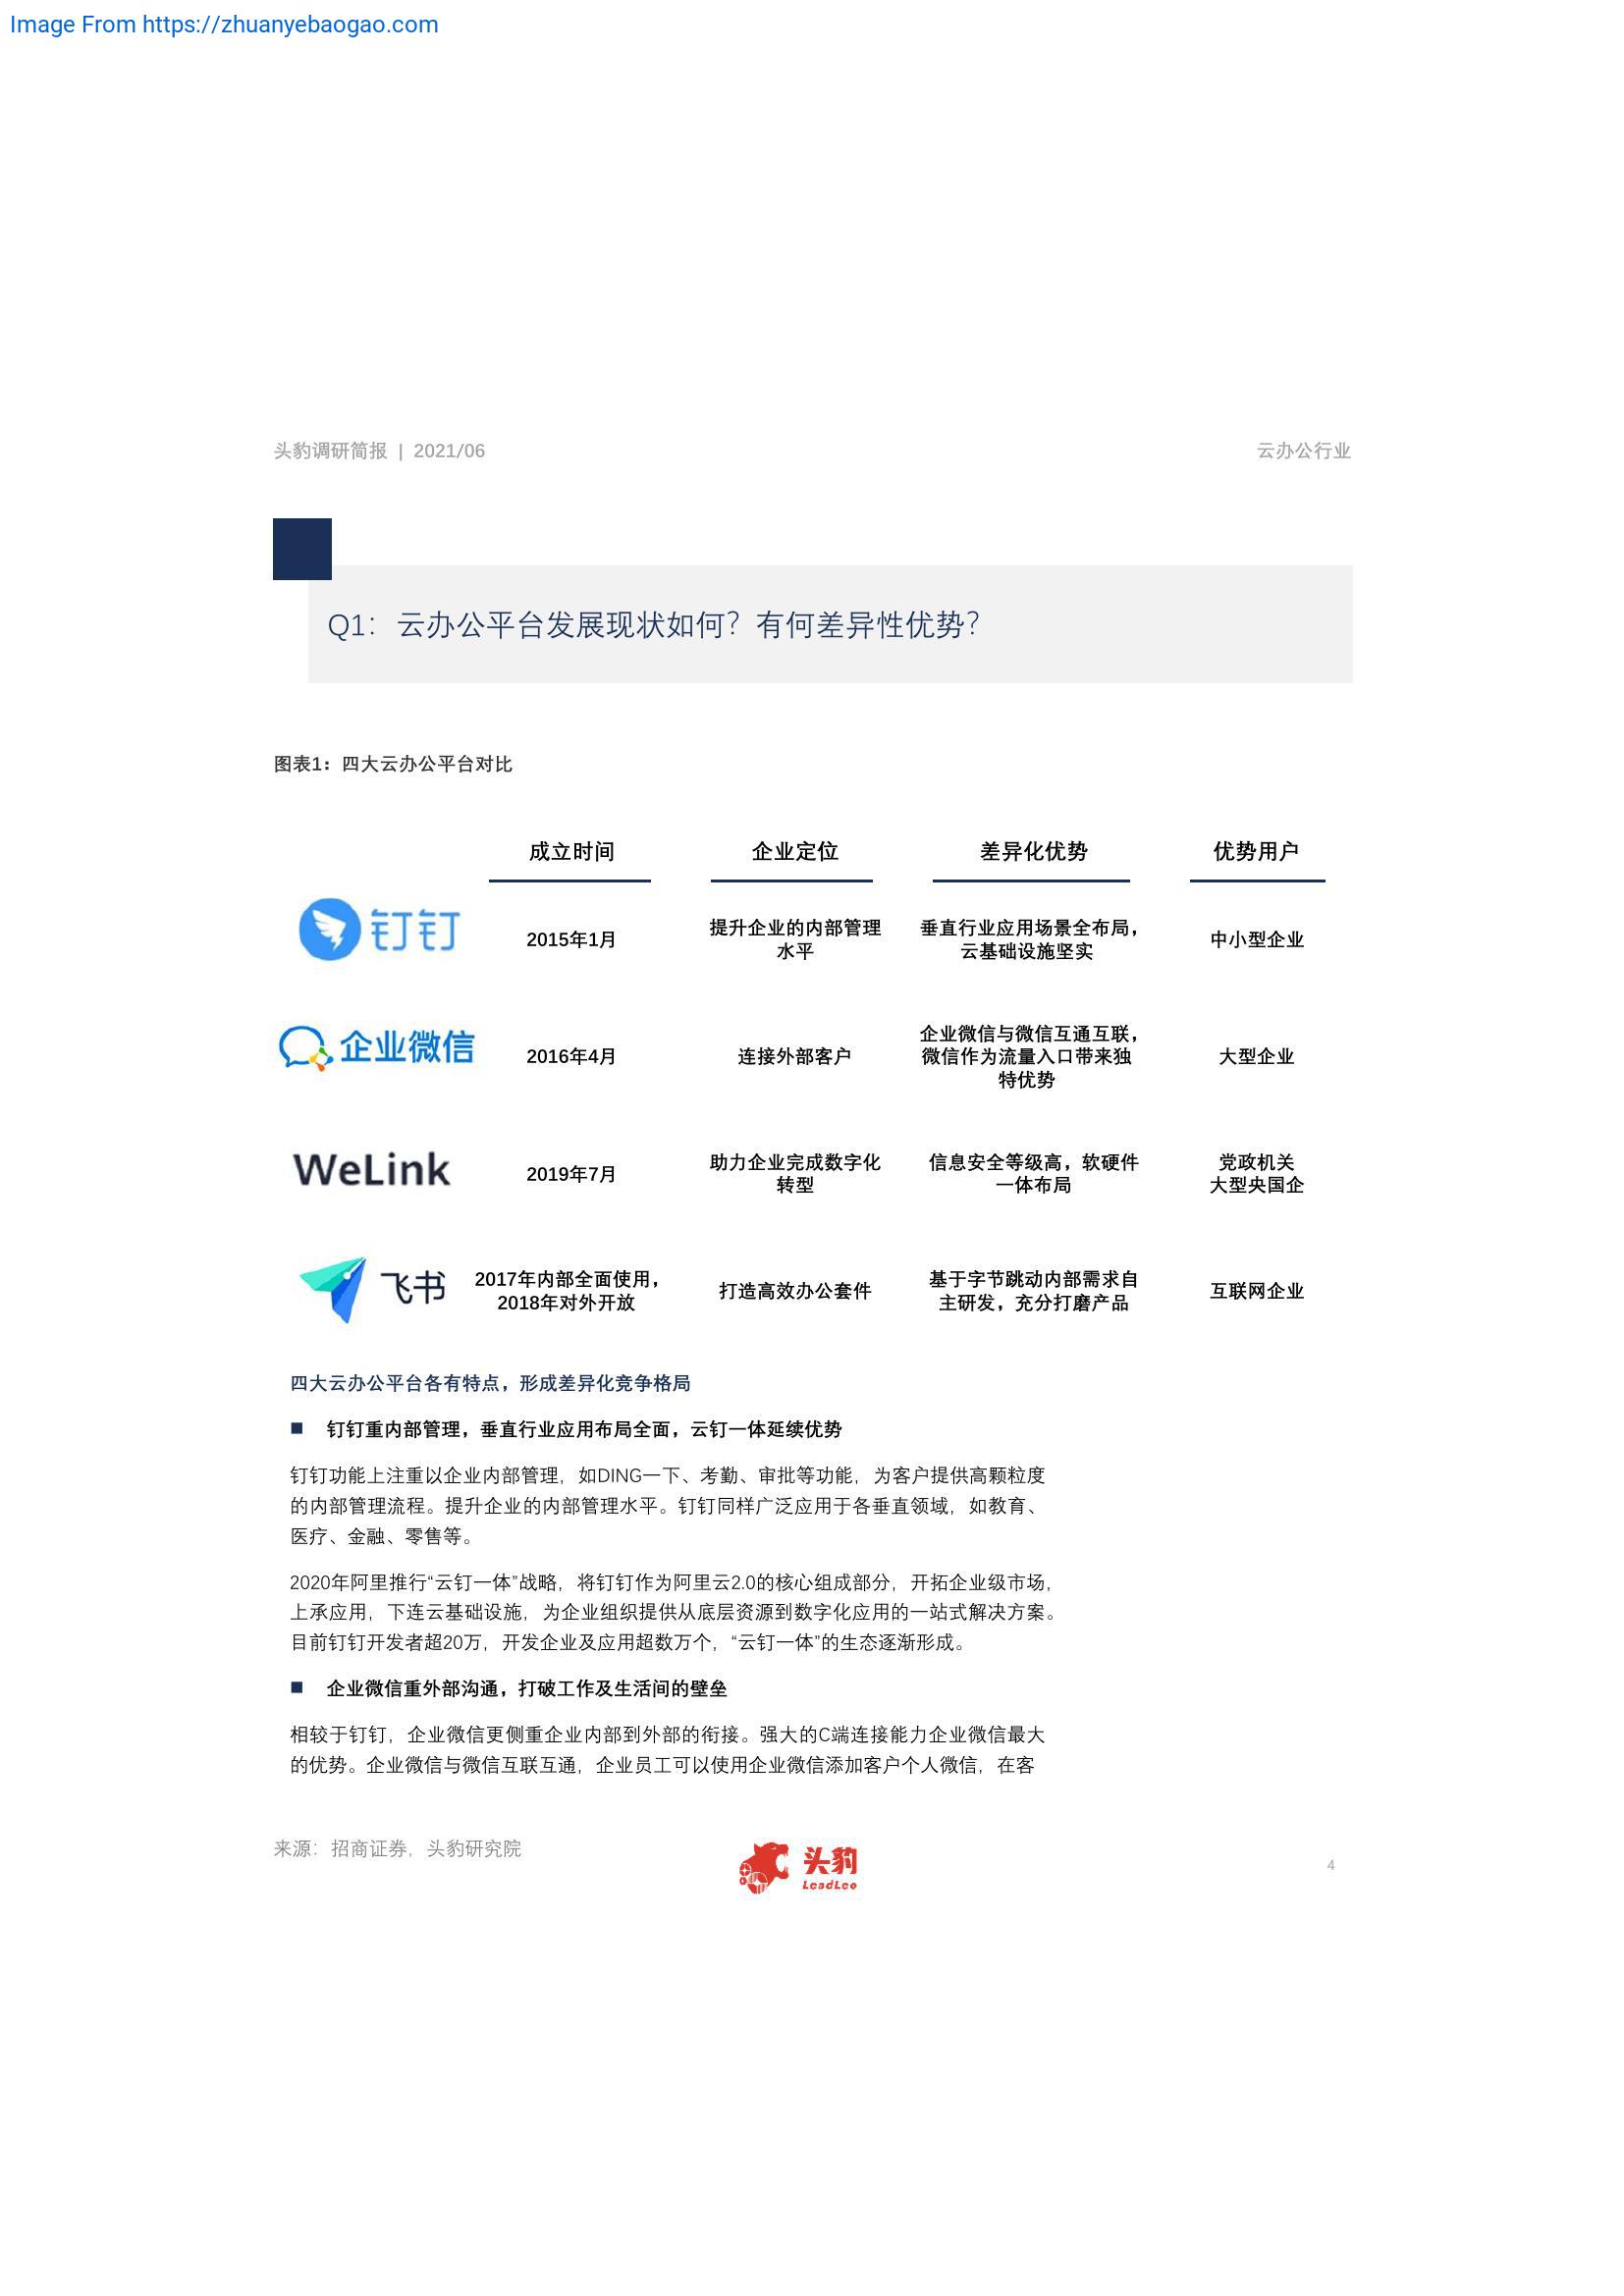 Image From https://zhuanyebaogao.com
头豹调研简报 | 2021/06
云办公行业
Q1：云办公平台发展现状如何？有何差异性优势？
图表1：四大云办公平台对比
成立时间
企业定位
差异化优势
优势用户
钉钉
2015年1月
提升企业的内部管理
水平
垂直行业应用场景全布局，
云基础设施坚实
中小型企业
企业微信
2016年4月
连接外部客户
企业微信与微信互通互联，
微信作为流量入口带来独
特优势
大型企业
WeLink
2019年7月
助力企业完成数字化
转型
信息安全等级高，软硬件
一体布局
党政机关
大型央国企
飞书
2017年内部全面使用，
2018年对外开放
打造高效办公套件
基于字节跳动内部需求自
主研发，充分打磨产品
互联网企业
四大云办公平台各有特点，形成差异化竞争格局
■ 钉钉重内部管理，垂直行业应用布局全面，云钉一体延续优势
钉钉功能上注重以企业内部管理，如DING一下、考勤、审批等功能，为客户提供高颗粒度
的内部管理流程。提升企业的内部管理水平。钉钉同样广泛应用于各垂直领域，如教育、
医疗、金融、零售等。
2020年阿里推行“云钉一体”战略，将钉钉作为阿里云2.0的核心组成部分，开拓企业级市场，
上承应用，下连云基础设施，为企业组织提供从底层资源到数字化应用的一站式解决方案。
目前钉钉开发者超20万，开发企业及应用超数万个，“云钉一体”的生态逐渐形成。
■ 企业微信重外部沟通，打破工作及生活间的壁垒
相较于钉钉，企业微信更侧重企业内部到外部的衔接。强大的C端连接能力企业微信最大
的优势。企业微信与微信互联互通，企业员工可以使用企业微信添加客户个人微信，在客
来源：招商证券，头豹研究院
头豹
LeadLeo
4